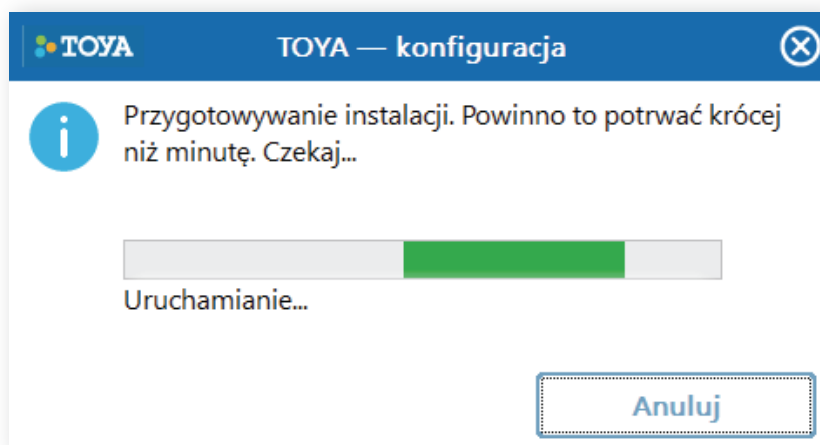 TOYA
TOYA — konfiguracja
Przygotowywanie instalacji. Powinno to potrwać krócej
niż minutę. Czekaj...
Uruchamianie...
Anuluj